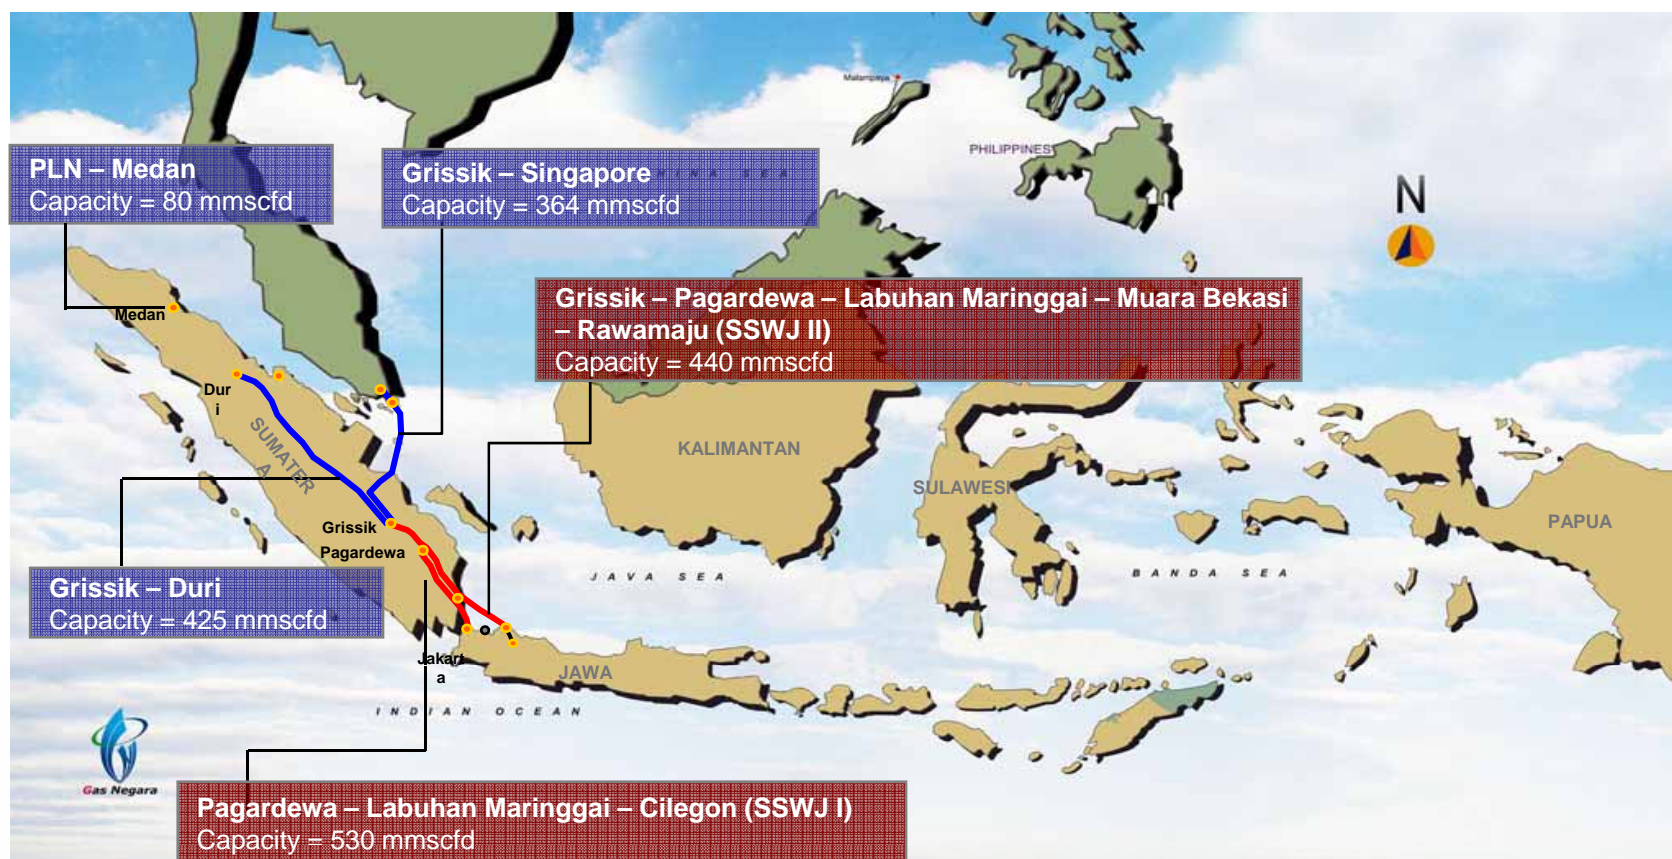 Malampaya
PHILIPPINES
PLN – Medan
Capacity = 80 mmscfd
Grissik – Singapore
Capacity = 364 mmscfd
H I N A   S E A
N
Grissik – Pagardewa – Labuhan Maringgai – Muara Bekasi
– Rawamaju (SSWJ II)
Capacity = 440 mmscfd
Medan
Dur
i
SUMATER
A
KALIMANTAN
SULAWESI
PAPUA
Grissik
Pagardewa
J A V A   S E A
B A N D A   S E A
Grissik – Duri
Capacity = 425 mmscfd
Jakart
a
JAWA
I N D I A N   O C E A N
Gas Negara
Pagardewa – Labuhan Maringgai – Cilegon (SSWJ I)
Capacity = 530 mmscfd